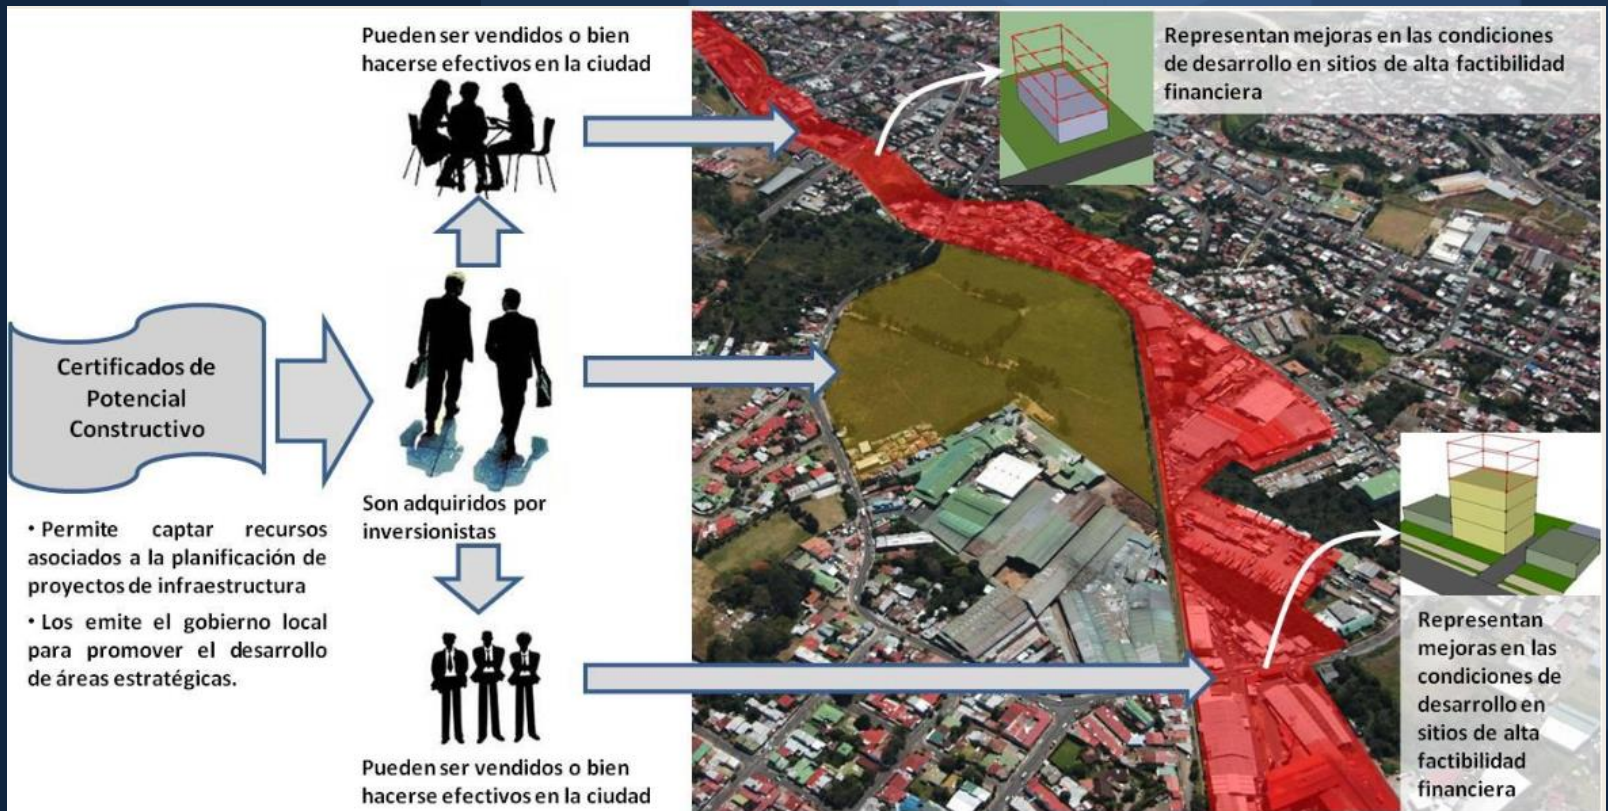 Pueden ser vendidos o bien
hacerse efectivos en la ciudad
Representan mejoras en las condiciones
de desarrollo en sitios de alta factibilidad
financiera
Certificados de
Potencial
Constructivo
Son adquiridos por
inversionistas
• Permite captar recursos
asociados a la planificación de
proyectos de infraestructura
• Los emite el gobierno local
para promover el desarrollo
de áreas estratégicas.
Pueden ser vendidos o bien
hacerse efectivos en la ciudad
Representan
mejoras en las
condiciones de
desarrollo en
sitios de alta
factibilidad
financiera